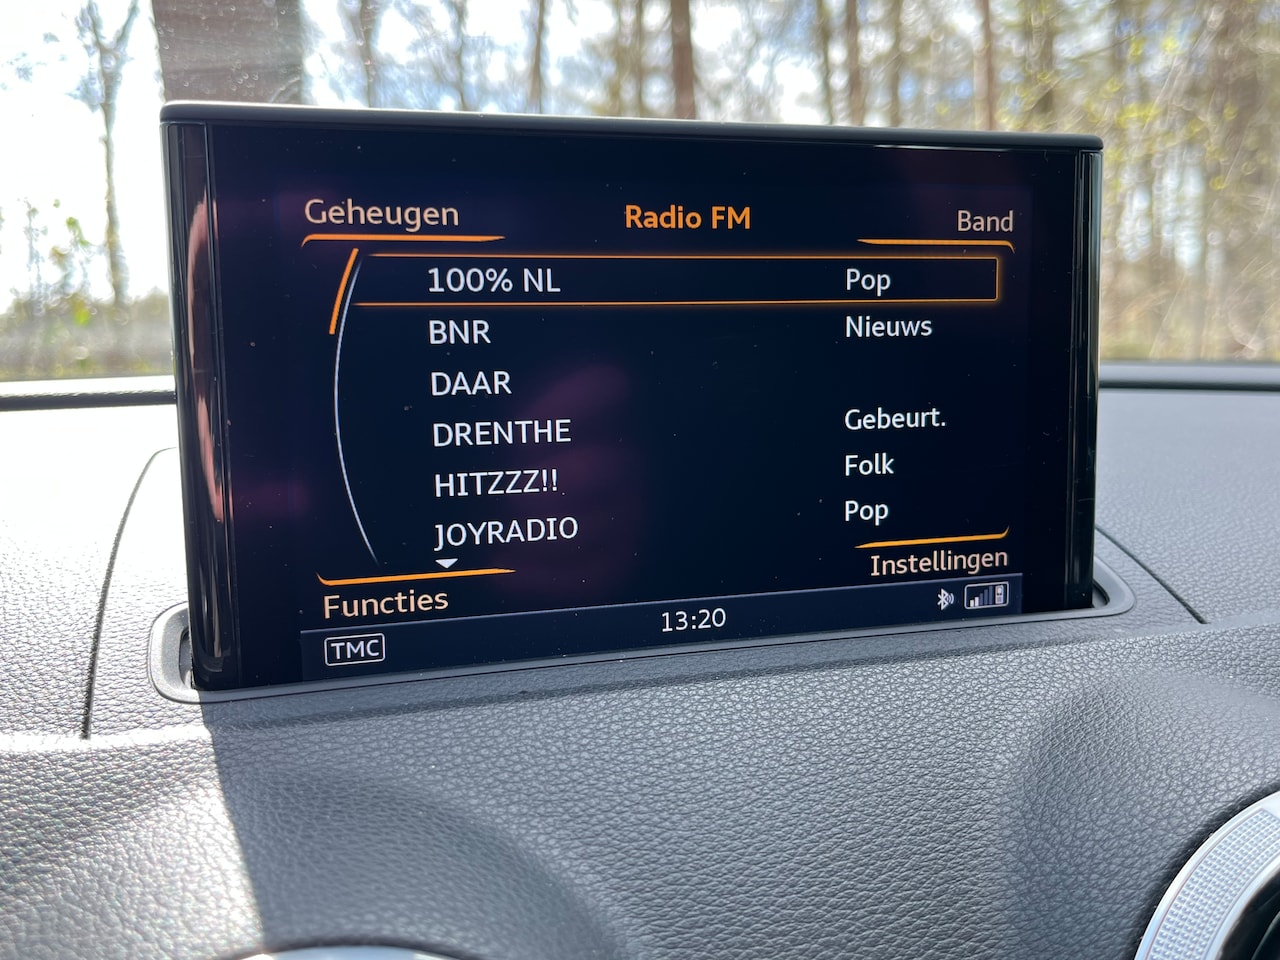 Geheugen Radio FM Band
100% NL Pop
BNR Nieuws
DAAR
DRENTHE Gebeurt.
HITZZZ!! Folk
JOYRADIO Pop
Functies Instellingen
TMC 13:20